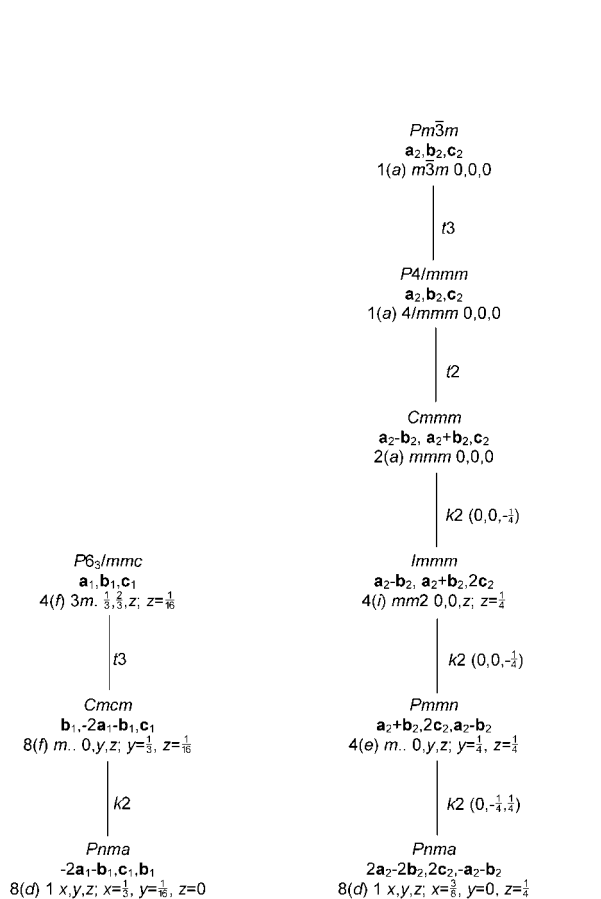 Pm3̅m
a₂,b₂,c₂
1(a) m3̅m 0,0,0
t3
P4/mmm
a₂,b₂,c₂
1(a) 4/mmm 0,0,0
t2
Cmmm
a₂-b₂, a₂+b₂,c₂
2(a) mmm 0,0,0
k2 (0,0,-1/4)
Immm
a₂-b₂, a₂+b₂,2c₂
4(i) mm2 0,0,z; z=1/4
k2 (0,0,-1/4)
Pmmn
a₂+b₂,2c₂,a₂-b₂
4(e) m.. 0,y,z; y=1/4, z=1/4
k2 (0,-1/4,1/4)
Pnma
2a₂-2b₂,2c₂,-a₂-b₂
8(d) 1 x,y,z; x=3/8, y=0, z=1/4
P6₃/mmc
a₁,b₁,c₁
4(f) 3m. 1/3,2/3,z; z=1/16
t3
Cmcm
b₁,-2a₁-b₁,c₁
8(f) m.. 0,y,z; y=1/3, z=1/16
k2
Pnma
-2a₁-b₁,c₁,b₁
8(d) 1 x,y,z; x=1/3, y=1/16, z=0